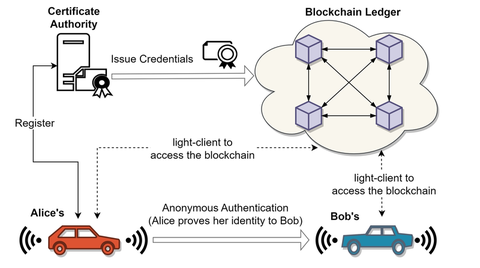 Certificate
Authority
Blockchain Ledger
Issue Credentials
Register
light-client to
access the blockchain
light-client to
access the blockchain
Alice's
Anonymous Authentication
(Alice proves her identity to Bob)
Bob's